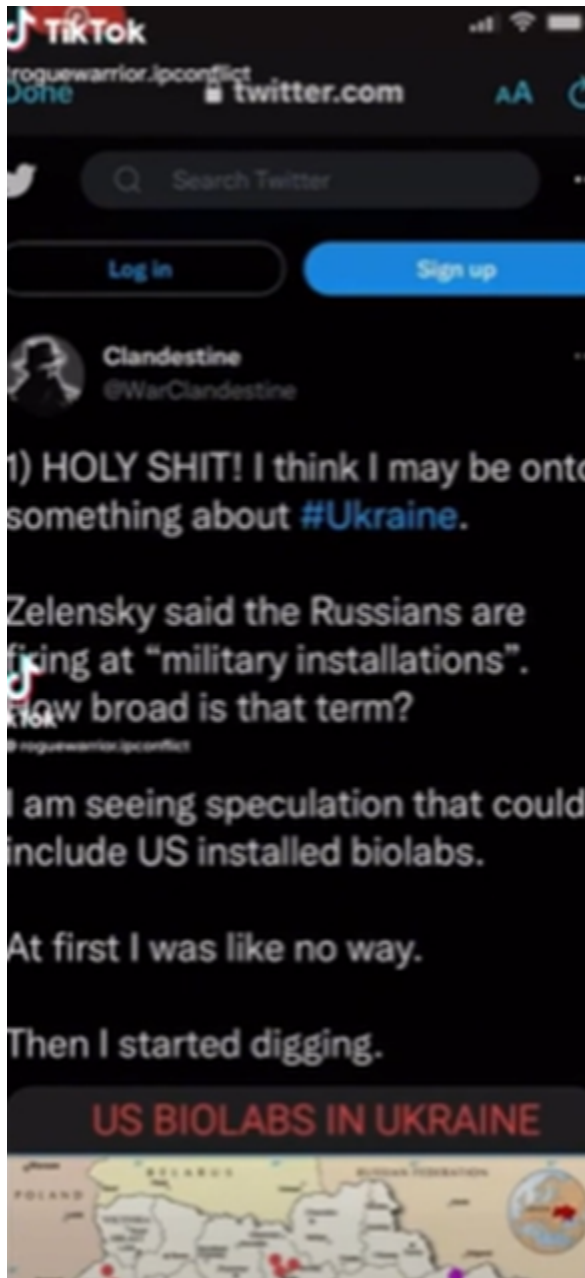 TikTok
roguewarrior.ipconflict
Done
twitter.com
AA
Search Twitter
Log in
Sign up
Clandestine
@WarClandestine
1) HOLY SHIT! I think I may be onto
something about #Ukraine.
Zelensky said the Russians are
firing at “military installations”.
How broad is that term?
kTok
@ roguewarrior.ipconflict
I am seeing speculation that could
include US installed biolabs.
At first I was like no way.
Then I started digging.
US BIOLABS IN UKRAINE
BELARUS
RUSSIAN FEDERATION
POLAND